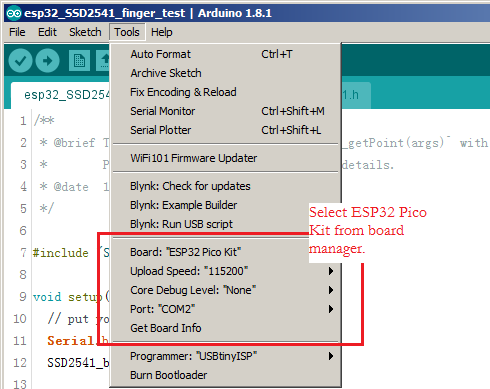 esp32_SSD2541_finger_test | Arduino 1.8.1
File Edit Sketch Tools Help
Auto Format Ctrl+T
Archive Sketch
Fix Encoding & Reload
Serial Monitor Ctrl+Shift+M
Serial Plotter Ctrl+Shift+L
WiFi101 Firmware Updater
Blynk: Check for updates
Blynk: Example Builder
Blynk: Run USB script
Board: "ESP32 Pico Kit"
Upload Speed: "115200"
Core Debug Level: "None"
Port: "COM2"
Get Board Info
Programmer: "USBtinyISP"
Burn Bootloader
Select ESP32 Pico
Kit from board
manager.
esp32_SSD2541 1.h
1 /**
2 * @brief T _getPoint(args)` with
3 * P details.
4 * @date 1
5 */
6
7 #include "S
8
9 void setup(
10 // put yo
11 Serial.b
12 SSD2541_b
13